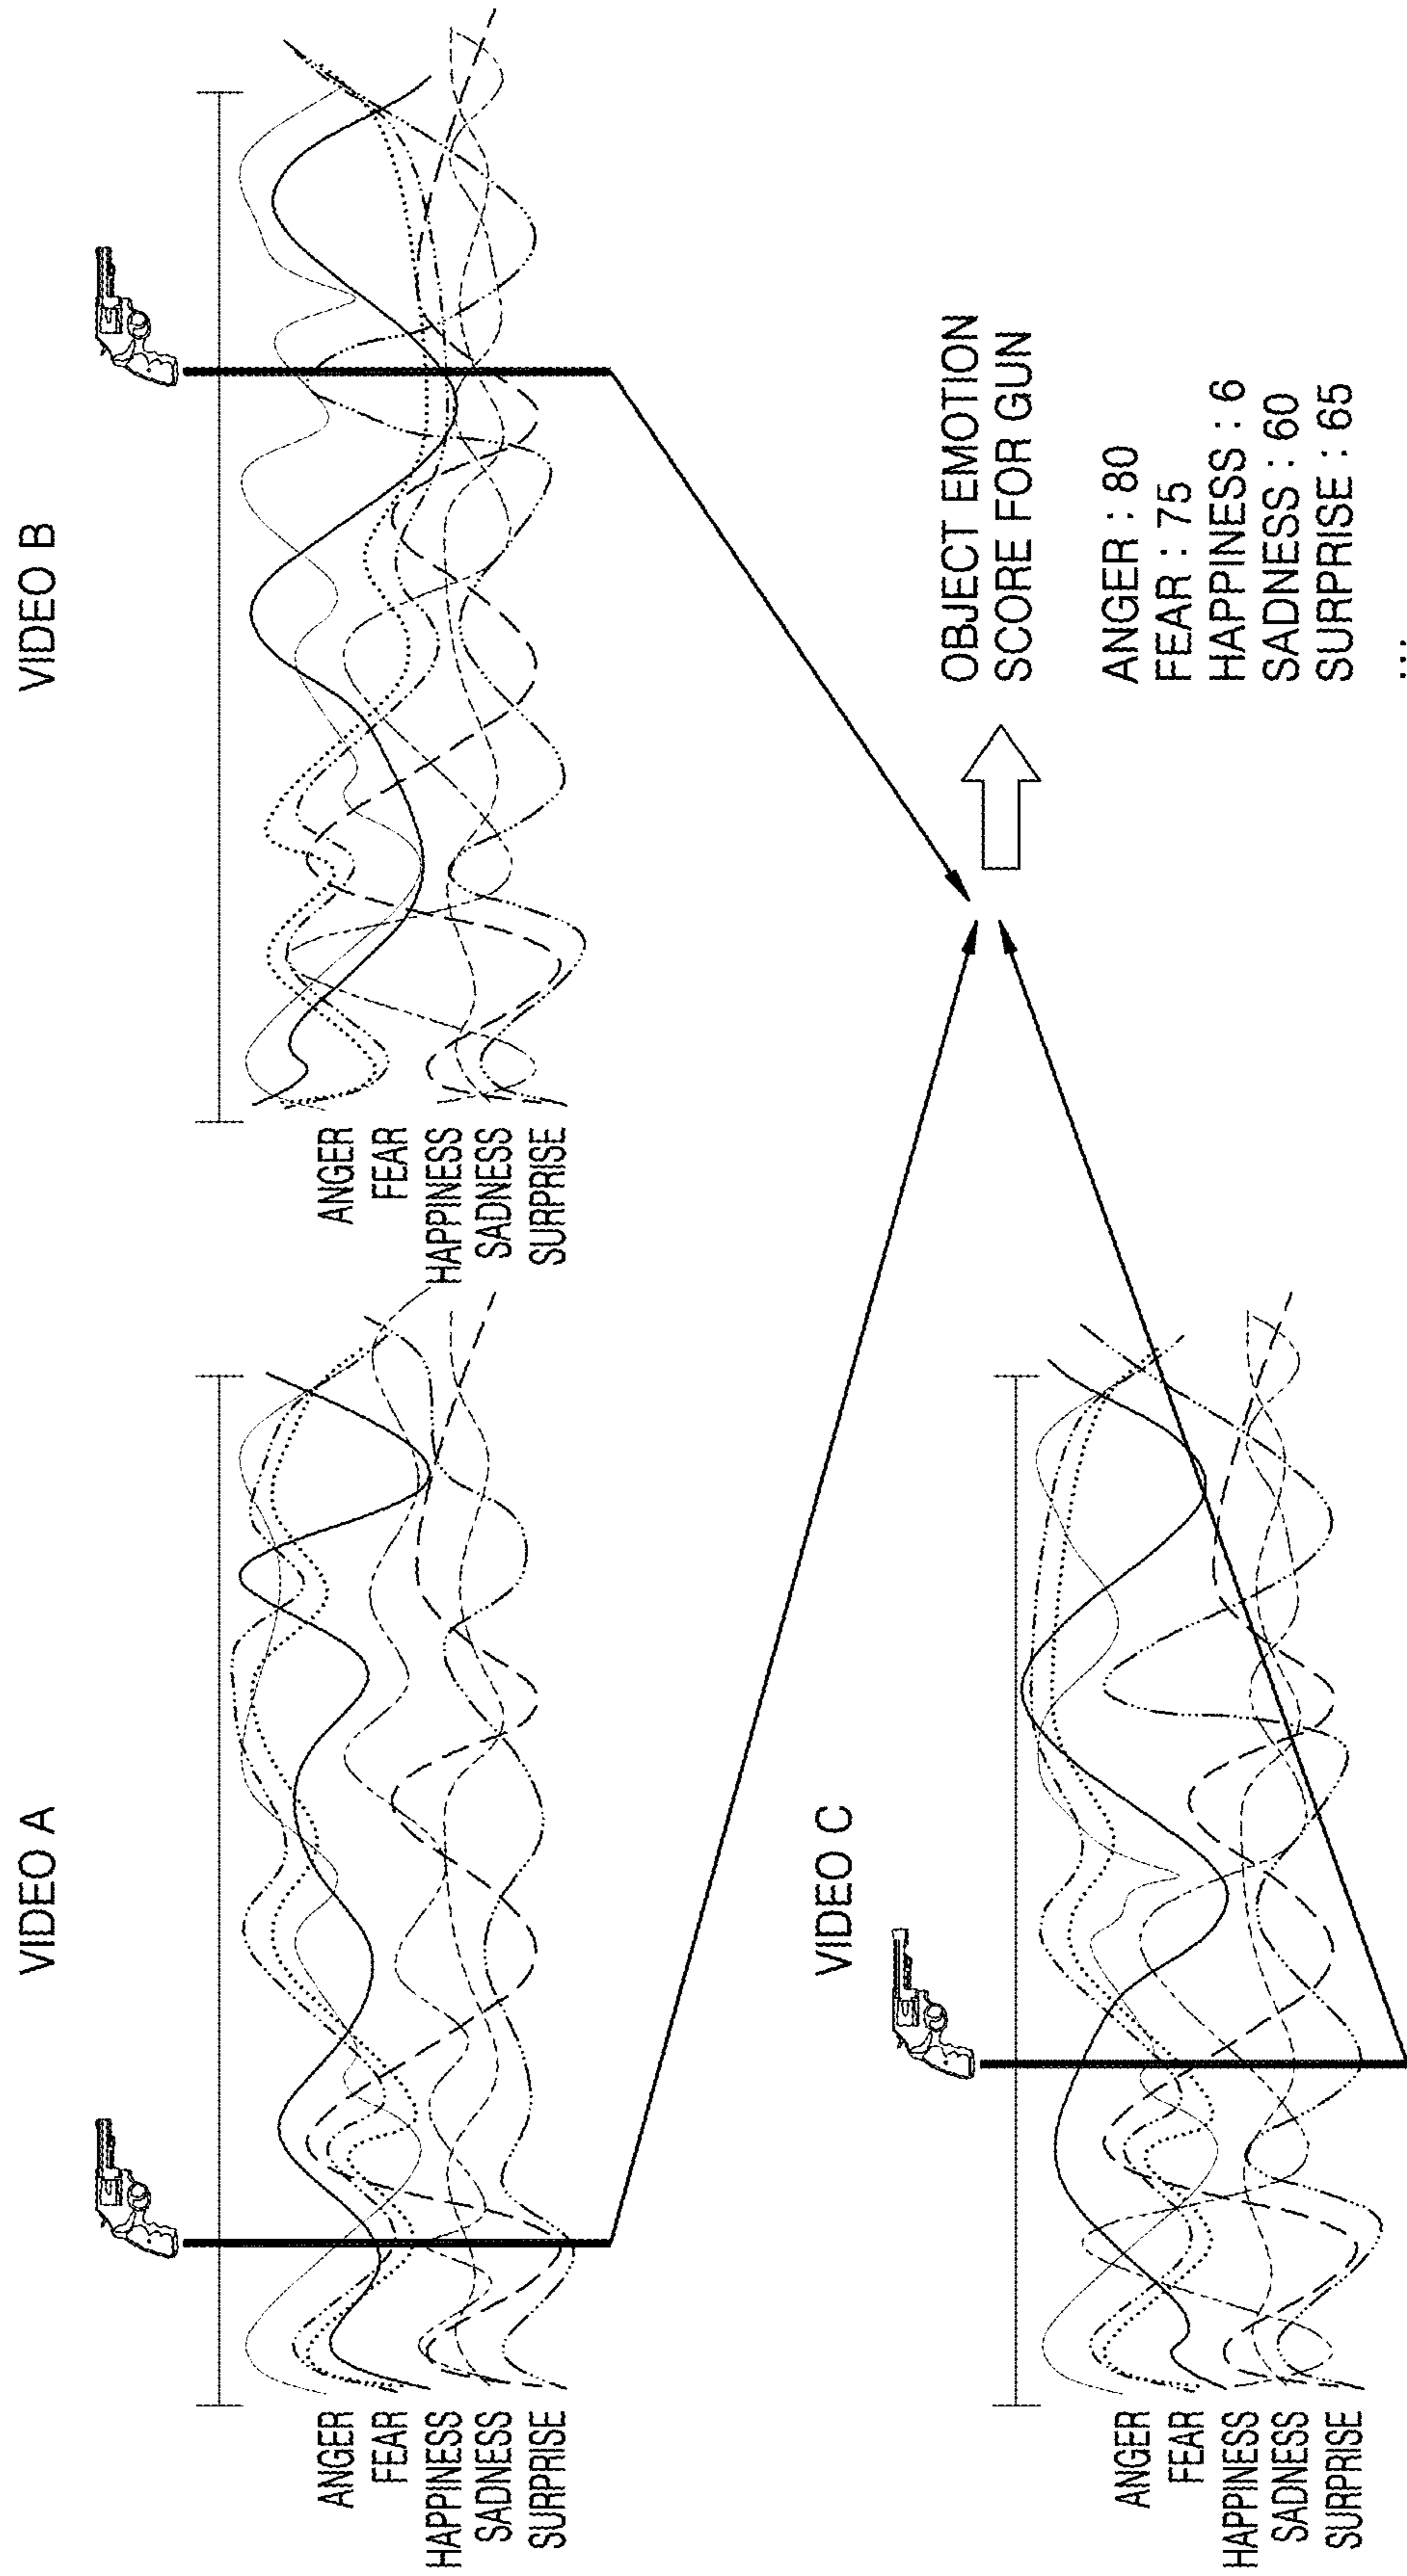 VIDEO A
ANGER
FEAR
HAPPINESS
SADNESS
SURPRISE
VIDEO B
ANGER
FEAR
HAPPINESS
SADNESS
SURPRISE
VIDEO C
ANGER
FEAR
HAPPINESS
SADNESS
SURPRISE
OBJECT EMOTION
SCORE FOR GUN
ANGER : 80
FEAR : 75
HAPPINESS : 6
SADNESS : 60
SURPRISE : 65
...